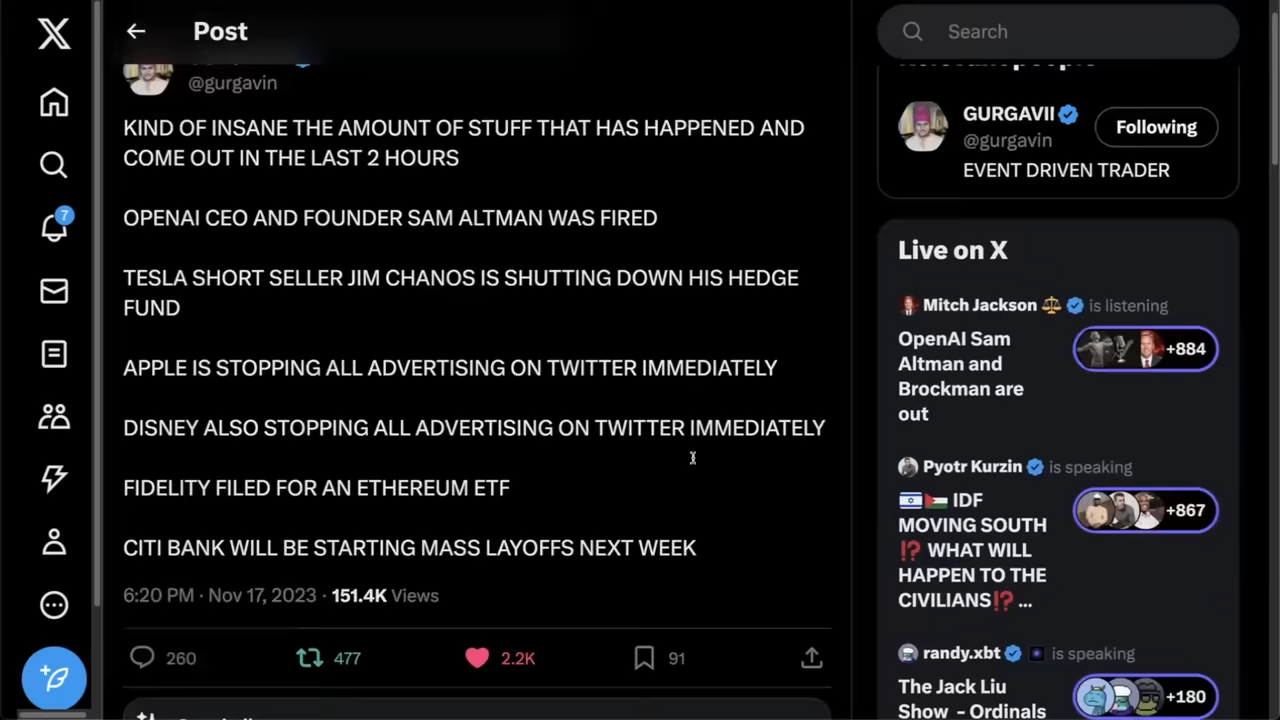 Post
Search
@gurgavin
KIND OF INSANE THE AMOUNT OF STUFF THAT HAS HAPPENED AND
COME OUT IN THE LAST 2 HOURS
OPENAI CEO AND FOUNDER SAM ALTMAN WAS FIRED
TESLA SHORT SELLER JIM CHANOS IS SHUTTING DOWN HIS HEDGE
FUND
APPLE IS STOPPING ALL ADVERTISING ON TWITTER IMMEDIATELY
DISNEY ALSO STOPPING ALL ADVERTISING ON TWITTER IMMEDIATELY
FIDELITY FILED FOR AN ETHEREUM ETF
CITI BANK WILL BE STARTING MASS LAYOFFS NEXT WEEK
6:20 PM · Nov 17, 2023 · 151.4K Views
260 477 2.2K 91
7
GURGAVII
@gurgavin
Following
EVENT DRIVEN TRADER
Live on X
Mitch Jackson is listening
OpenAI Sam
Altman and
Brockman are
out
+884
Pyotr Kurzin is speaking
IDF
MOVING SOUTH
⁉️ WHAT WILL
HAPPEN TO THE
CIVILIANS⁉️ ...
+867
randy.xbt is speaking
The Jack Liu
Show - Ordinals
+180